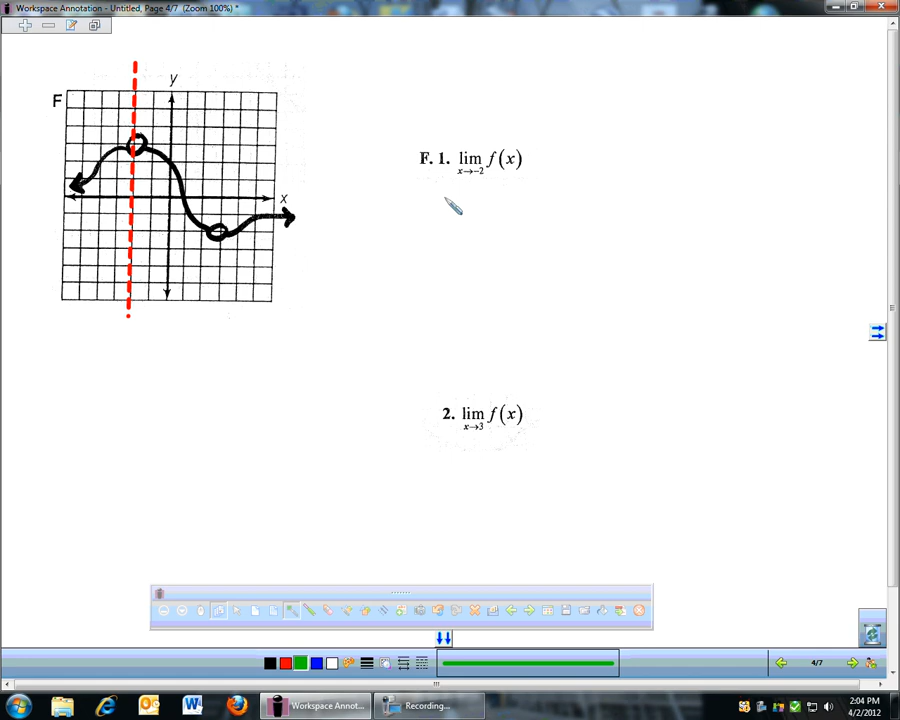 Workspace Annotation - Untitled, Page 4/7 (Zoom 100%) *
F
y
x
F. 1. lim f(x)
x→-2
2. lim f(x)
x→3
4/7
Workspace Annot...
Recording...
2:04 PM
4/2/2012